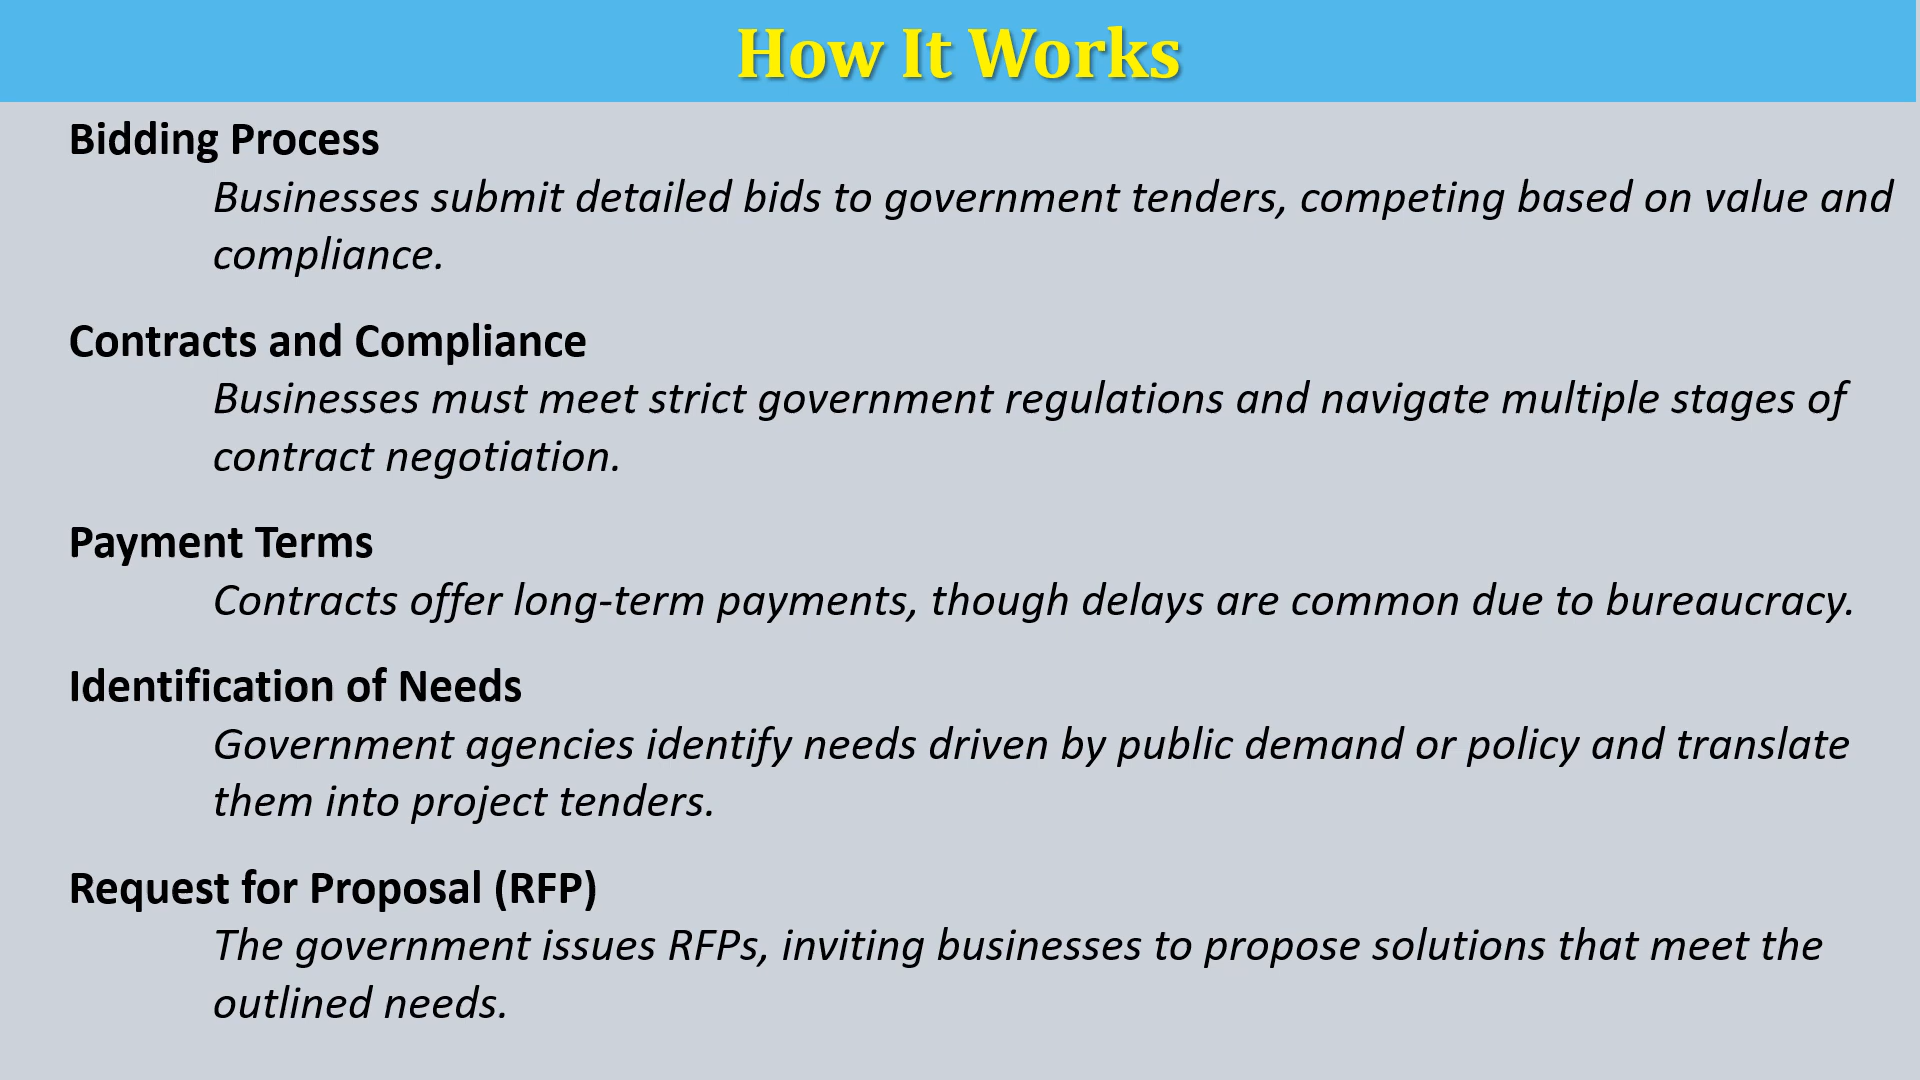 How It Works
Bidding Process
Businesses submit detailed bids to government tenders, competing based on value and
compliance.
Contracts and Compliance
Businesses must meet strict government regulations and navigate multiple stages of
contract negotiation.
Payment Terms
Contracts offer long-term payments, though delays are common due to bureaucracy.
Identification of Needs
Government agencies identify needs driven by public demand or policy and translate
them into project tenders.
Request for Proposal (RFP)
The government issues RFPs, inviting businesses to propose solutions that meet the
outlined needs.